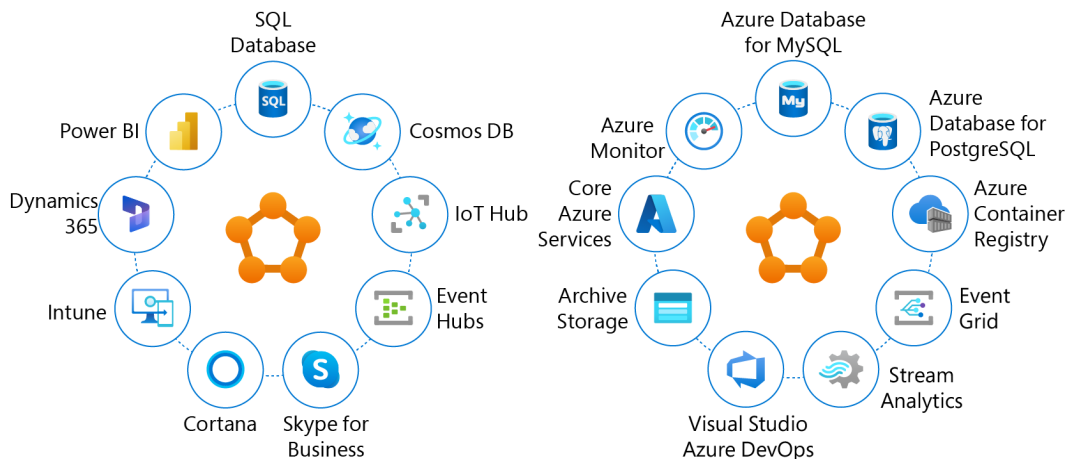 SQL
Database
SQL
Power BI
Cosmos DB
Dynamics
365
IoT Hub
Intune
Event
Hubs
S
Cortana
Skype for
Business
Azure Database
for MySQL
My
Azure
Monitor
Azure
Database for
PostgreSQL
Core
Azure
Services
Azure
Container
Registry
Archive
Storage
Event
Grid
Stream
Analytics
Visual Studio
Azure DevOps